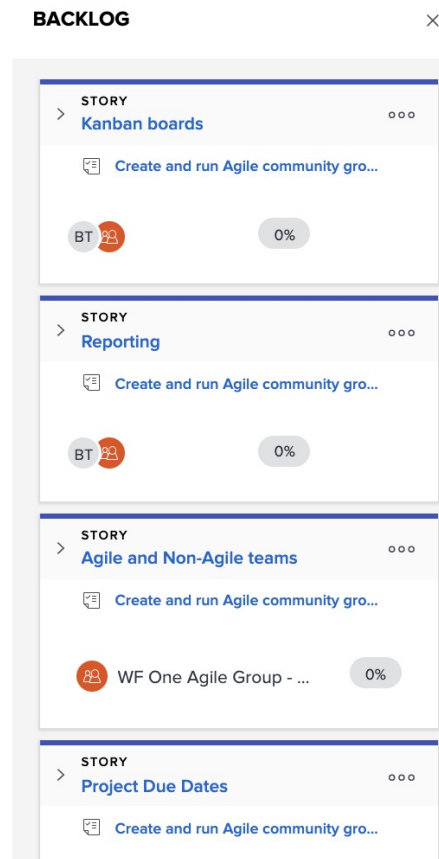 BACKLOG
STORY
Kanban boards
Create and run Agile community gro...
BT
0%
STORY
Reporting
Create and run Agile community gro...
BT
0%
STORY
Agile and Non-Agile teams
Create and run Agile community gro...
WF One Agile Group - ...
0%
STORY
Project Due Dates
Create and run Agile community gro...